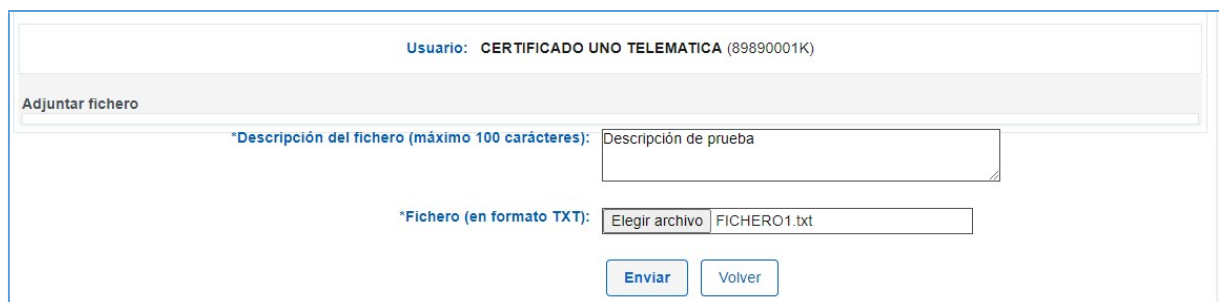 Usuario: CERTIFICADO UNO TELEMATICA (89890001K)
Adjuntar fichero
*Descripción del fichero (máximo 100 carácteres): Descripción de prueba
*Fichero (en formato TXT): Elegir archivo FICHERO1.txt
Enviar Volver